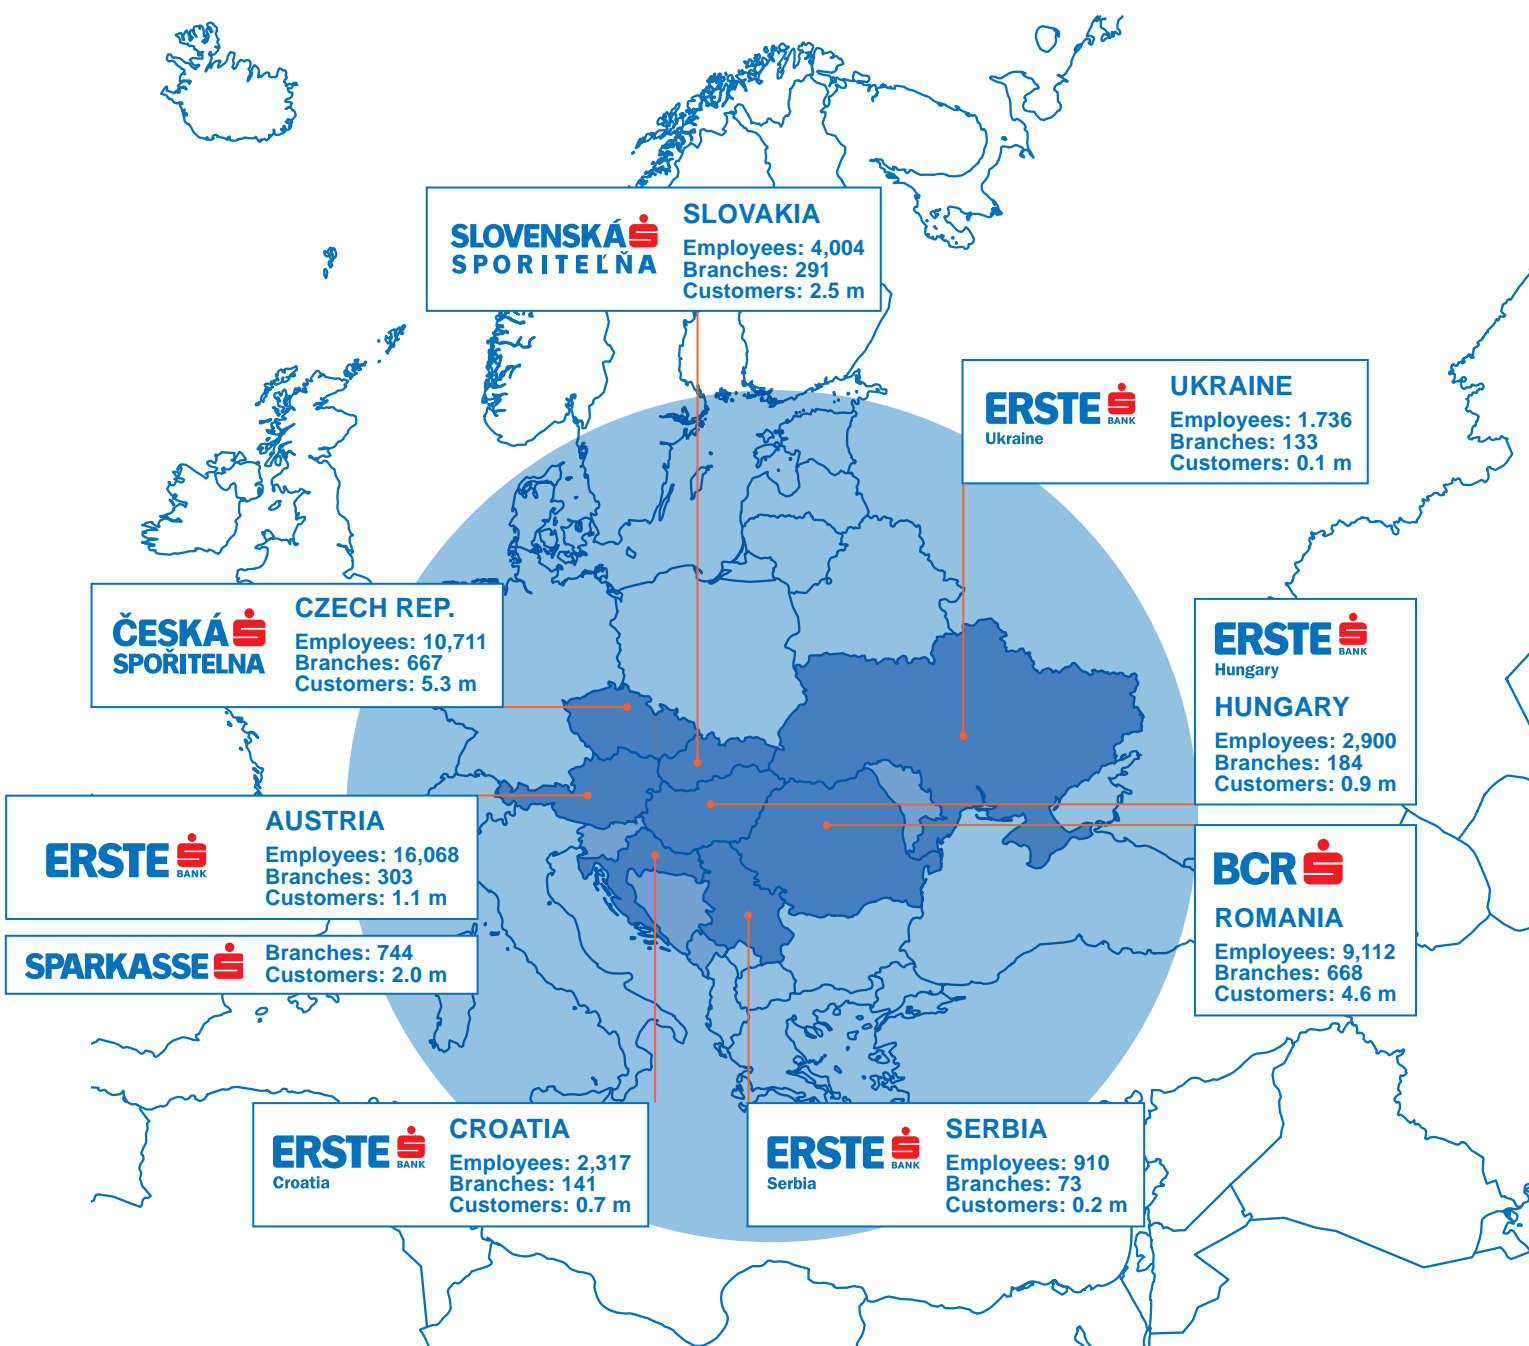 SLOVENSKÁ
SPORITEĽŇA
SLOVAKIA
Employees: 4,004
Branches: 291
Customers: 2.5 m
ERSTE
BANK
Ukraine
UKRAINE
Employees: 1.736
Branches: 133
Customers: 0.1 m
ČESKÁ
SPOŘITELNA
CZECH REP.
Employees: 10,711
Branches: 667
Customers: 5.3 m
ERSTE
BANK
Hungary
HUNGARY
Employees: 2,900
Branches: 184
Customers: 0.9 m
ERSTE
BANK
AUSTRIA
Employees: 16,068
Branches: 303
Customers: 1.1 m
SPARKASSE
Branches: 744
Customers: 2.0 m
BCR
ROMANIA
Employees: 9,112
Branches: 668
Customers: 4.6 m
ERSTE
BANK
Croatia
CROATIA
Employees: 2,317
Branches: 141
Customers: 0.7 m
ERSTE
BANK
Serbia
SERBIA
Employees: 910
Branches: 73
Customers: 0.2 m